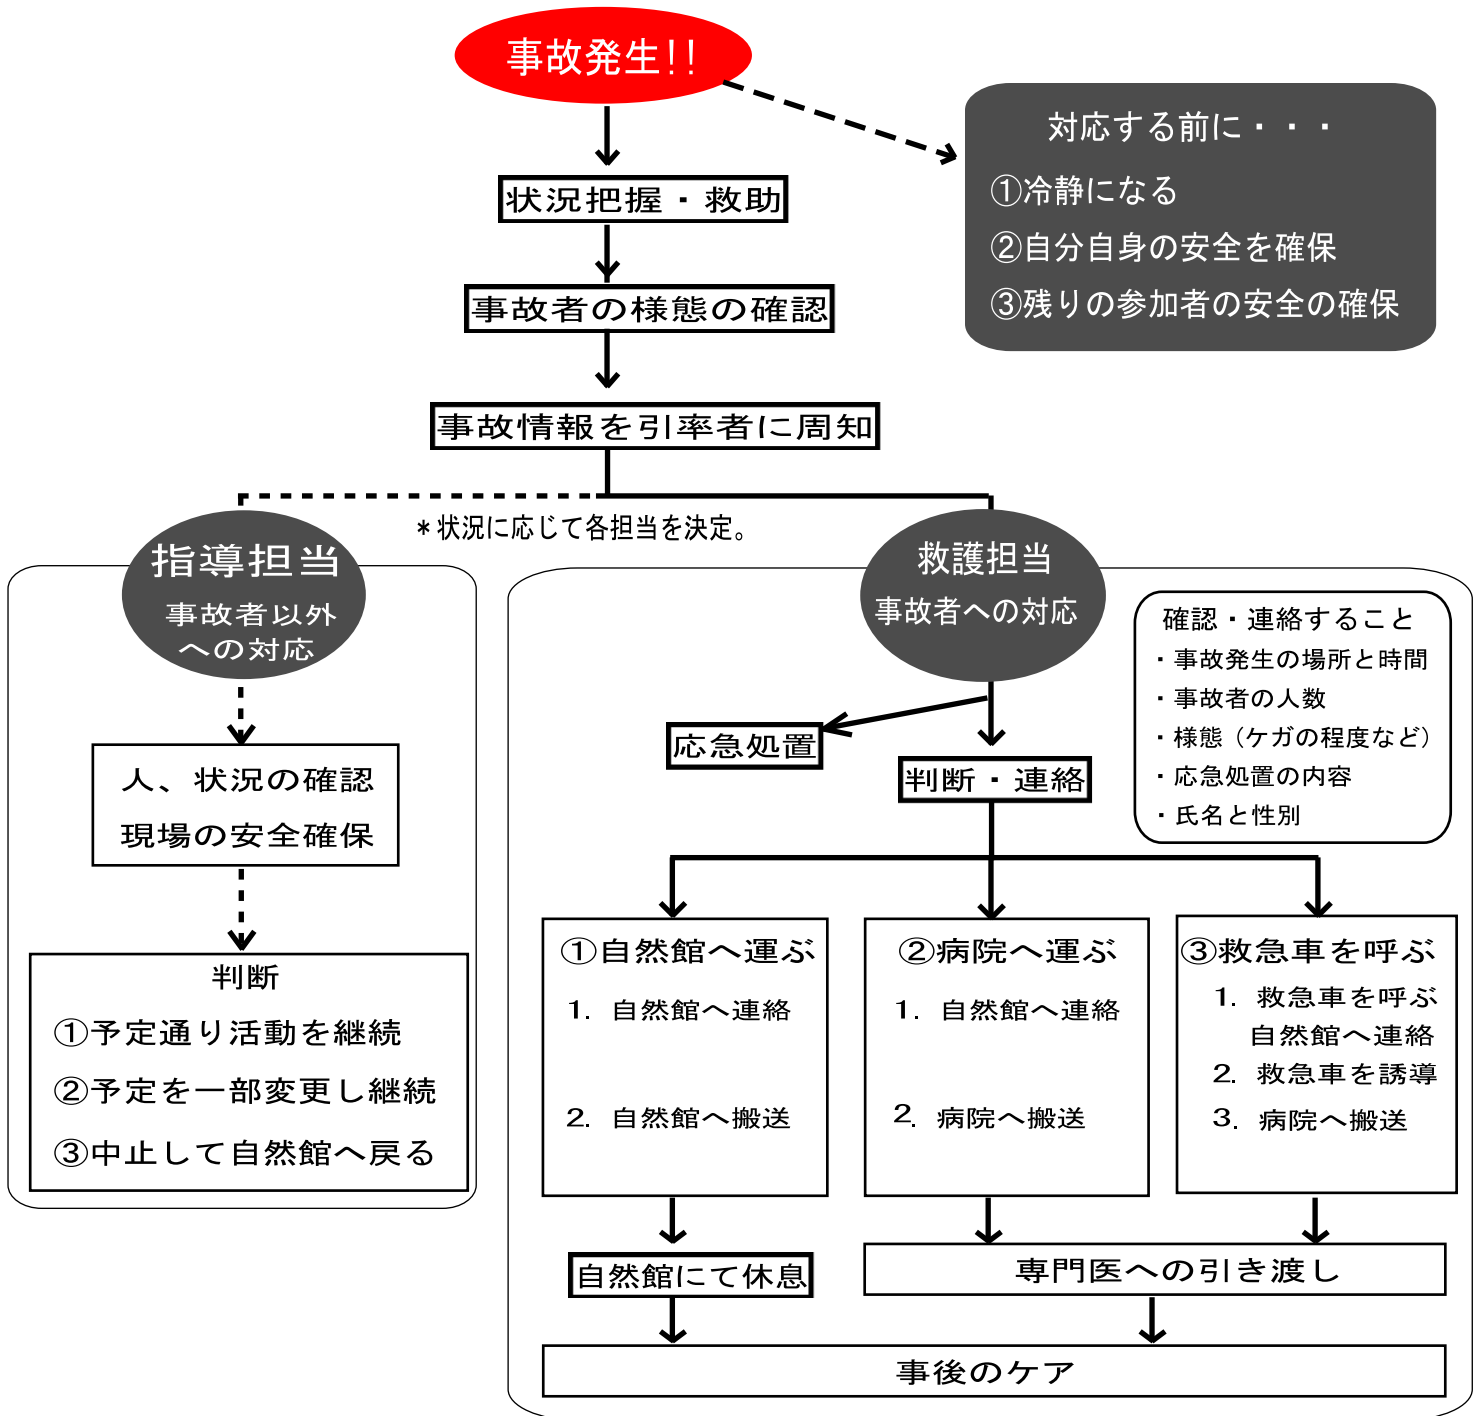 事故発生!!
対応する前に・・・
①冷静になる
②自分自身の安全を確保
③残りの参加者の安全の確保
状況把握・救助
事故者の様態の確認
事故情報を引率者に周知
＊状況に応じて各担当を決定。
指導担当
事故者以外
への対応
人、状況の確認
現場の安全確保
判断
①予定通り活動を継続
②予定を一部変更し継続
③中止して自然館へ戻る
救護担当
事故者への対応
確認・連絡すること
・事故発生の場所と時間
・事故者の人数
・様態（ケガの程度など）
・応急処置の内容
・氏名と性別
応急処置
判断・連絡
①自然館へ運ぶ
1. 自然館へ連絡
2. 自然館へ搬送
②病院へ運ぶ
1. 自然館へ連絡
2. 病院へ搬送
③救急車を呼ぶ
1. 救急車を呼ぶ
自然館へ連絡
2. 救急車を誘導
3. 病院へ搬送
自然館にて休息
専門医への引き渡し
事後のケア